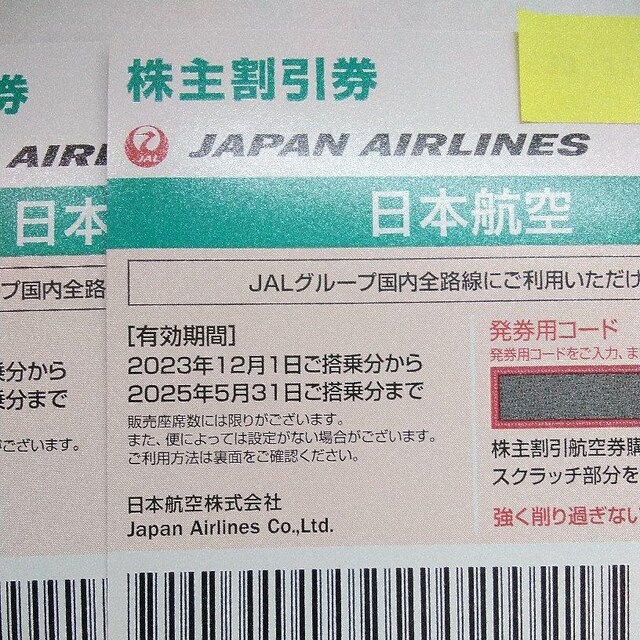 券
AIRL
日本
プ国内全路
乗分から
乗分まで
ございます。
株主割引券
JAL
JAPAN AIRLINES
日本航空
JALグループ国内全路線にご利用いただけ
[有効期間]
2023年12月1日ご搭乗分から
2025年5月31日ご搭乗分まで
販売座席数には限りがございます。
また、便によっては設定がない場合がございます。
ご利用方法は裏面をご確認ください。
日本航空株式会社
Japan Airlines Co.,Ltd.
発券用コード
発券用コードをご入力、ま
株主割引航空券購
スクラッチ部分を
強く削り過ぎない